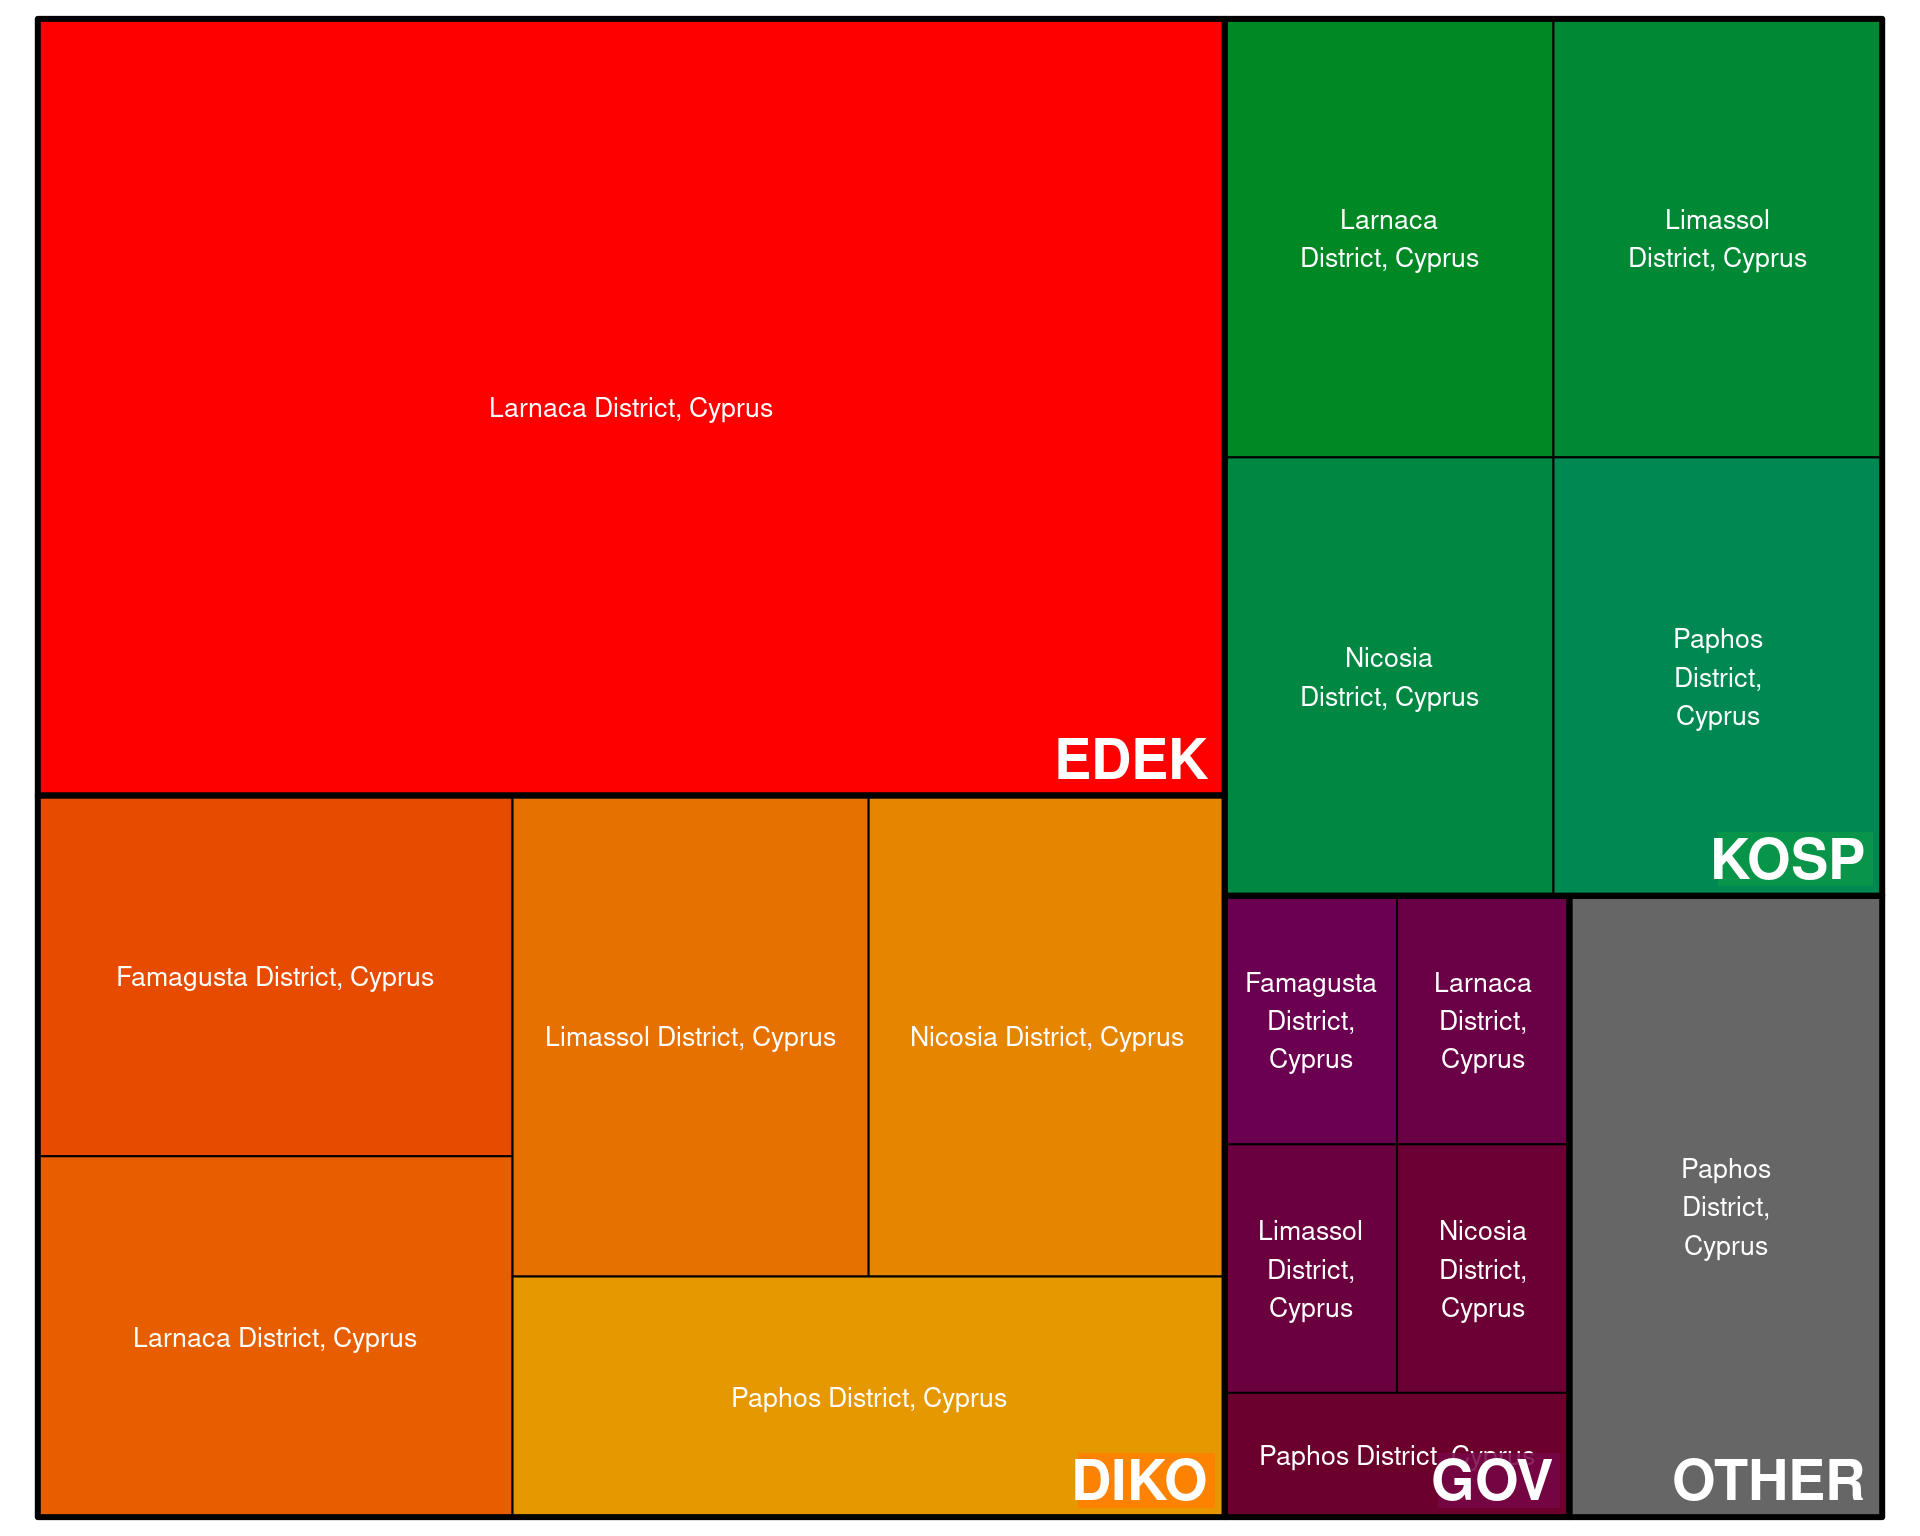 Larnaca District, Cyprus
EDEK
Larnaca
District, Cyprus
Limassol
District, Cyprus
Nicosia
District, Cyprus
Paphos
District,
Cyprus
KOSP
Famagusta District, Cyprus
Larnaca District, Cyprus
Limassol District, Cyprus
Nicosia District, Cyprus
Paphos District, Cyprus
DIKO
Famagusta
District,
Cyprus
Larnaca
District,
Cyprus
Limassol
District,
Cyprus
Nicosia
District,
Cyprus
Paphos District, Cyprus
GOV
Paphos
District,
Cyprus
OTHER